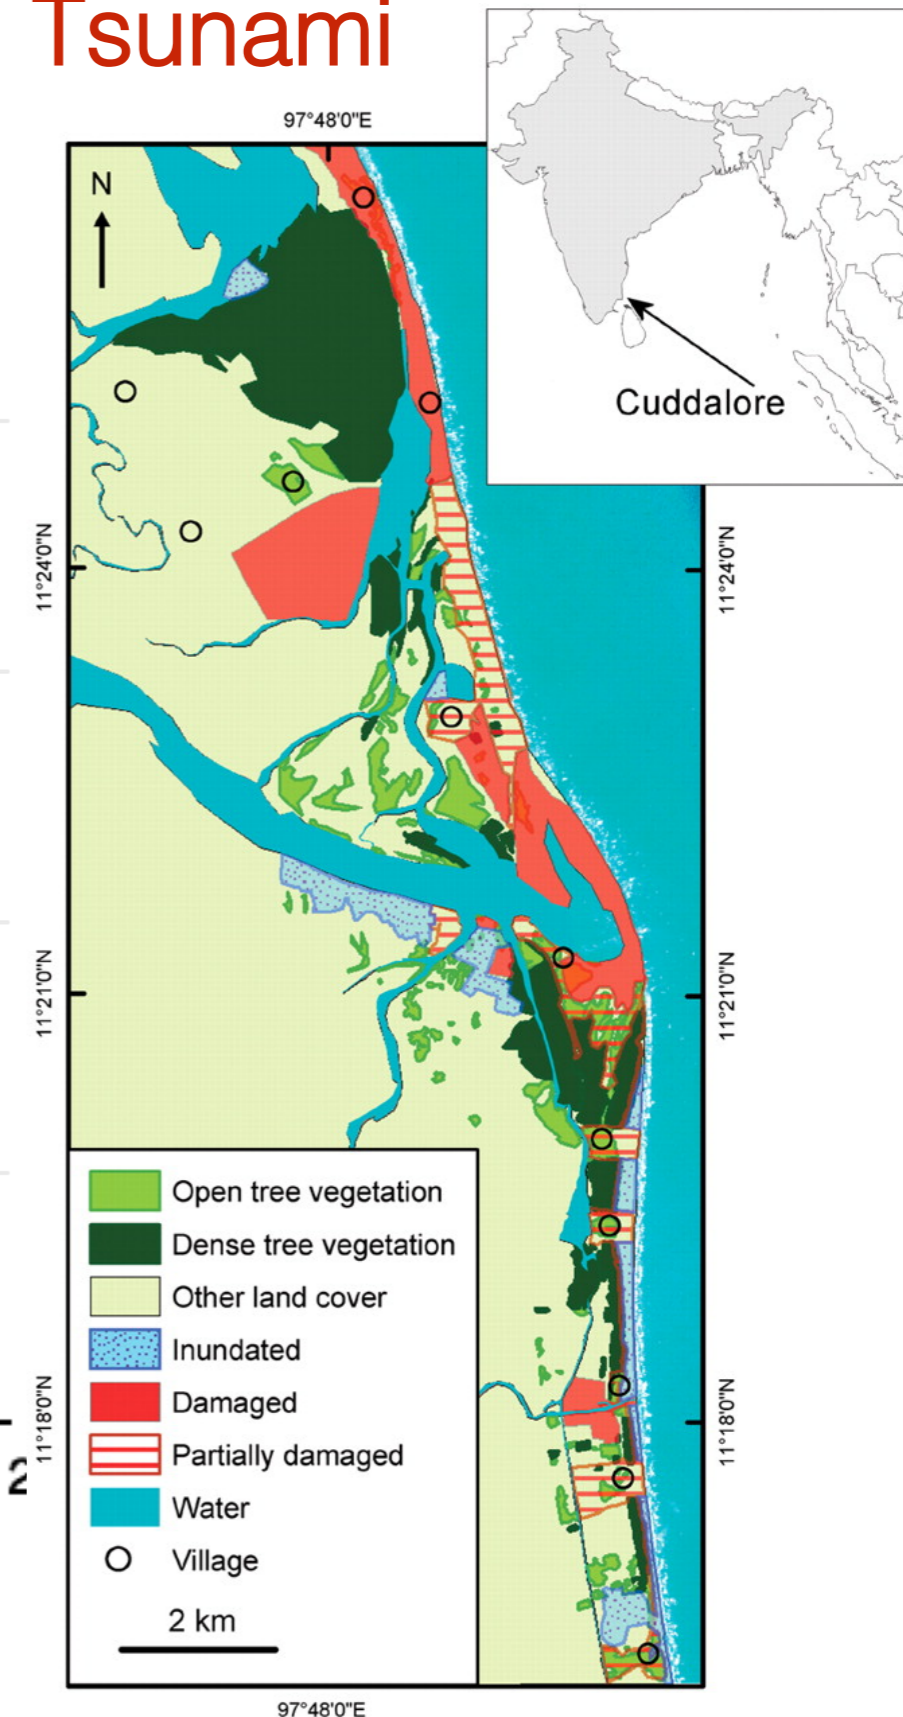 Tsunami
97°48'0"E
N
Cuddalore
11°24'0"N
11°24'0"N
11°21'0"N
11°21'0"N
Open tree vegetation
Dense tree vegetation
Other land cover
Inundated
Damaged
Partially damaged
Water
Village
2 km
11°18'0"N
11°18'0"N
97°48'0"E